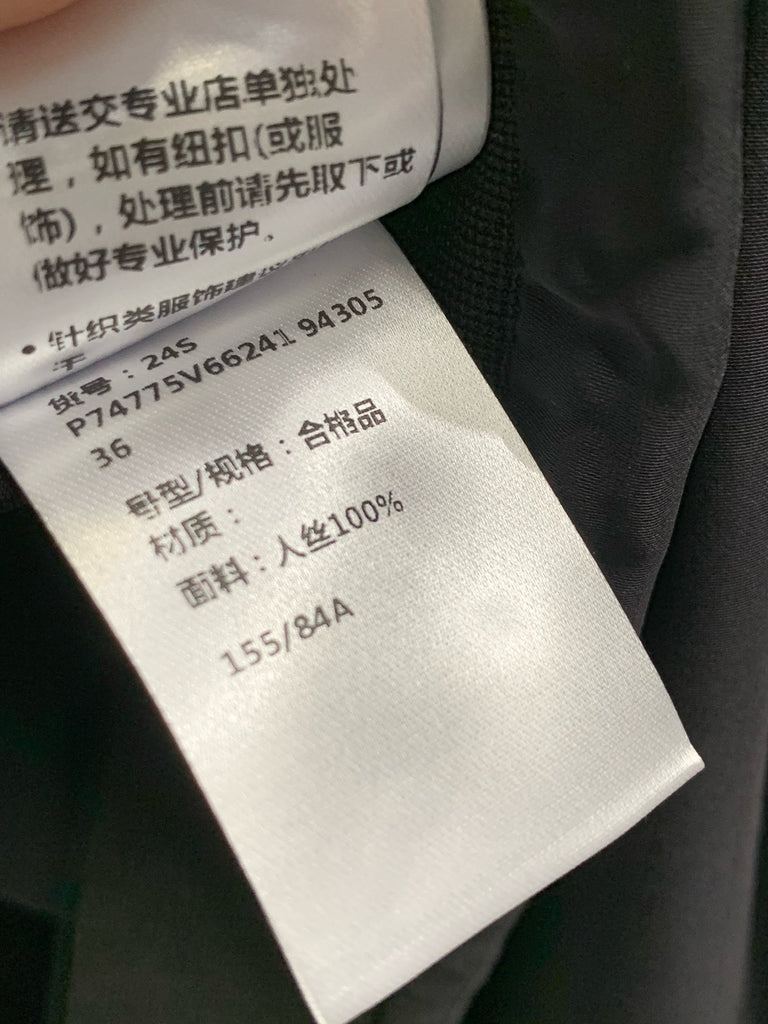 请送交专业店单独处
理，如有纽扣(或服
饰)，处理前请先取下或
做好专业保护。
• 针织类服饰建
货号：24S
P74775V66241 94305
36
号型/规格：合格品
材质：
面料：人丝100%
155/84A